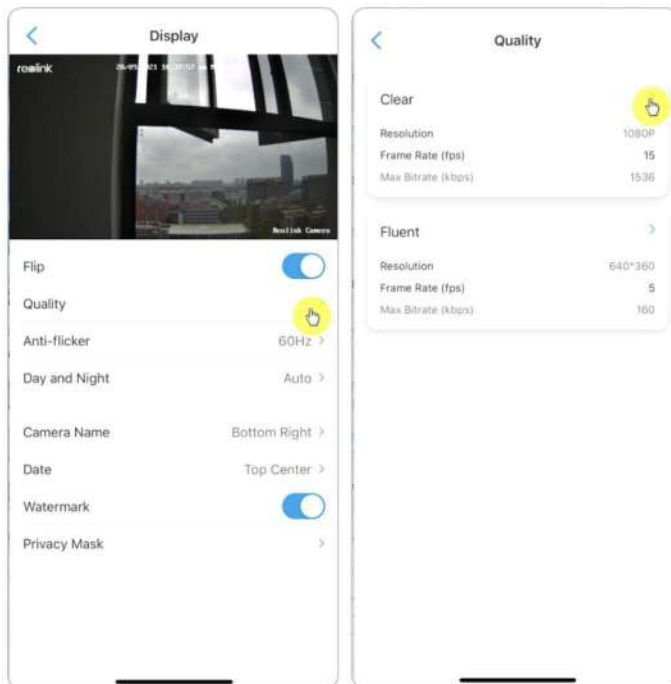 Display
reolink
Reolink Camera
Flip
Quality
Anti-flicker 60Hz >
Day and Night Auto >
Camera Name Bottom Right >
Date Top Center >
Watermark
Privacy Mask >
Quality
Clear
Resolution 1080P
Frame Rate (fps) 15
Max Bitrate (kbps) 1536
Fluent >
Resolution 640*360
Frame Rate (fps) 5
Max Bitrate (kbps) 160